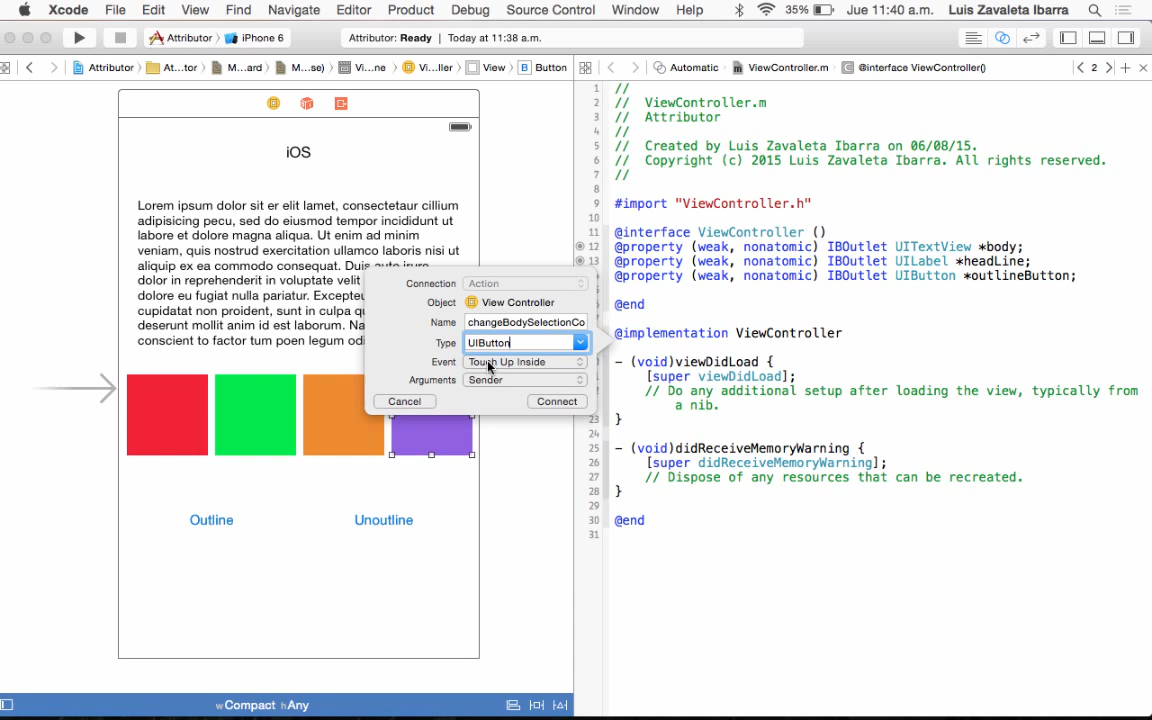 Xcode File Edit View Find Navigate Editor Product Debug Source Control Window Help 35% Jue 11:40 a.m. Luis Zavaleta Ibarra
Attributor iPhone 6 Attributor: Ready | Today at 11:38 a.m.
Attributor At...tor M...ard M...se) Vi...ne Vi...ller View B Button Automatic ViewController.m C @interface ViewController() 2
iOS
Lorem ipsum dolor sit er elit lamet, consectetaur cillium
adipisicing pecu, sed do eiusmod tempor incididunt ut
labore et dolore magna aliqua. Ut enim ad minim
veniam, quis nostrud exercitation ullamco laboris nisi ut
aliquip ex ea commodo consequat. Duis aute irure
dolor in reprehenderit in voluptate velit
dolore eu fugiat nulla pariatur. Excepteu
cupidatat non proident, sunt in culpa qu
deserunt mollit anim id est laborum. Na
conscient to factor tum poen legum odi
Connection Action
Object View Controller
Name changeBodySelectionCo
Type UIButton
Event Touch Up Inside
Arguments Sender
Cancel Connect
Outline Unoutline
wCompact hAny
1 //
2 // ViewController.m
3 // Attributor
4 //
5 // Created by Luis Zavaleta Ibarra on 06/08/15.
6 // Copyright (c) 2015 Luis Zavaleta Ibarra. All rights reserved.
7 //
8
9 #import "ViewController.h"
10
11 @interface ViewController ()
12 @property (weak, nonatomic) IBOutlet UITextView *body;
13 @property (weak, nonatomic) IBOutlet UILabel *headLine;
@property (weak, nonatomic) IBOutlet UIButton *outlineButton;
@end
@implementation ViewController
- (void)viewDidLoad {
[super viewDidLoad];
// Do any additional setup after loading the view, typically from
a nib.
23 }
24
25 - (void)didReceiveMemoryWarning {
26 [super didReceiveMemoryWarning];
27 // Dispose of any resources that can be recreated.
28 }
29
30 @end
31